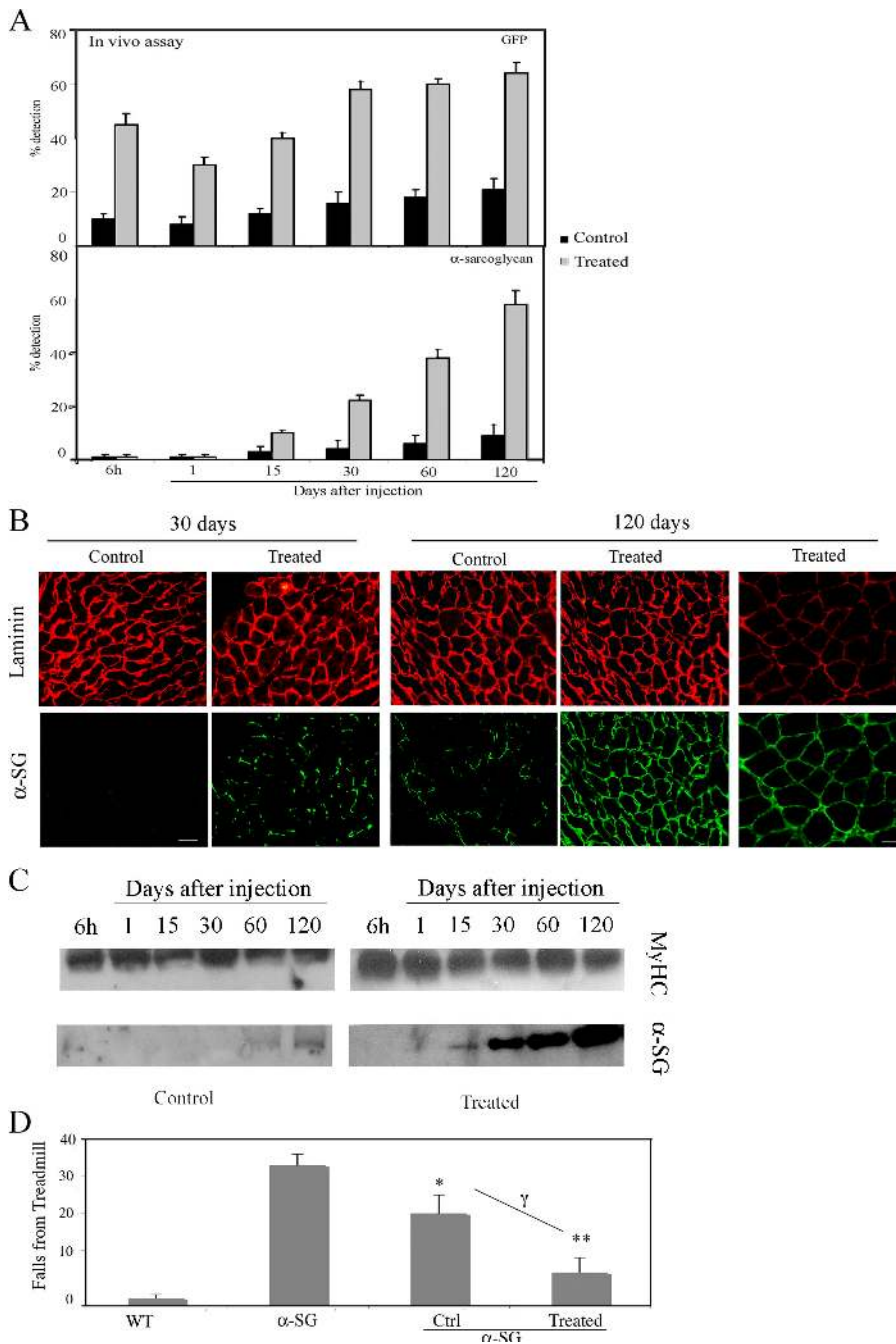 A
In vivo assay
GFP
80
60
40
20
0
% detection
Control
Treated
α-sarcoglycan
80
60
40
20
0
% detection
6h 1 15 30 60 120
Days after injection
B
30 days 120 days
Control Treated Control Treated Treated
Laminin
α-SG
C
Days after injection Days after injection
6h 1 15 30 60 120 6h 1 15 30 60 120
MyHC
α-SG
Control Treated
D
40
30
20
10
0
Falls from Treadmill
* γ **
WT α-SG Ctrl Treated
α-SG